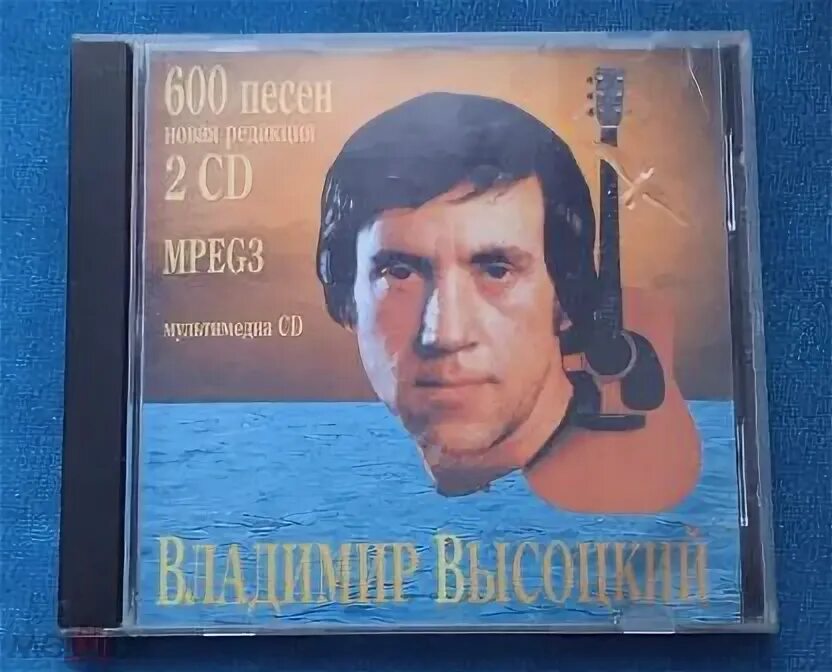 600 песен
новая редакция
2 CD
MPEG3
мультимедиа CD
ВЛАДИМИР ВЫСОЦКИЙ